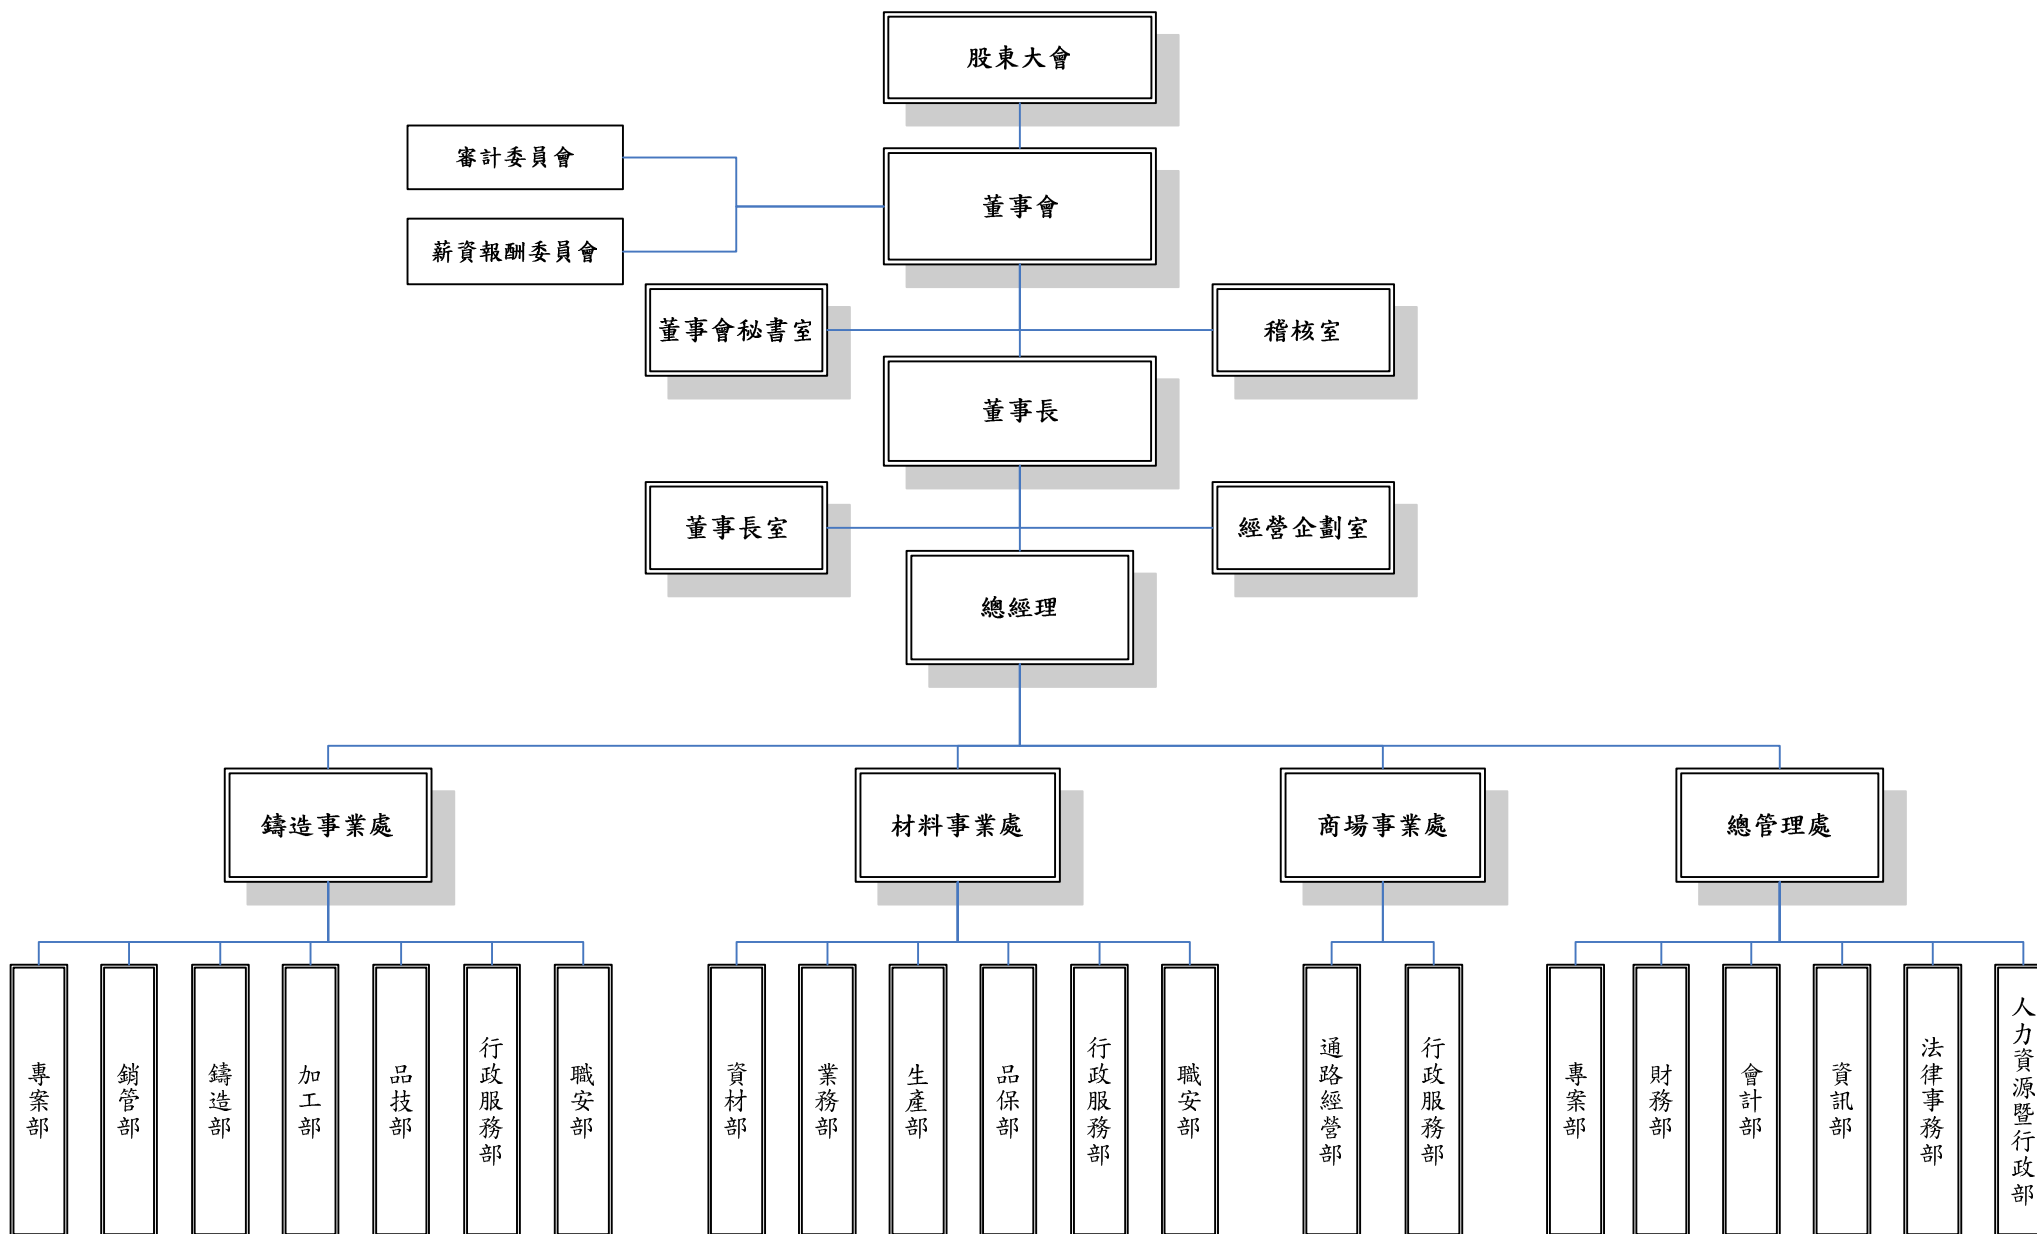 股東大會
審計委員會
董事會
薪資報酬委員會
董事會秘書室
稽核室
董事長
董事長室
經營企劃室
總經理
鑄造事業處
材料事業處
商場事業處
總管理處
專案部
銷管部
鑄造部
加工部
品技部
行政服務部
職安部
資材部
業務部
生產部
品保部
行政服務部
職安部
通路經營部
行政服務部
專案部
財務部
會計部
資訊部
法律事務部
人力資源暨行政部